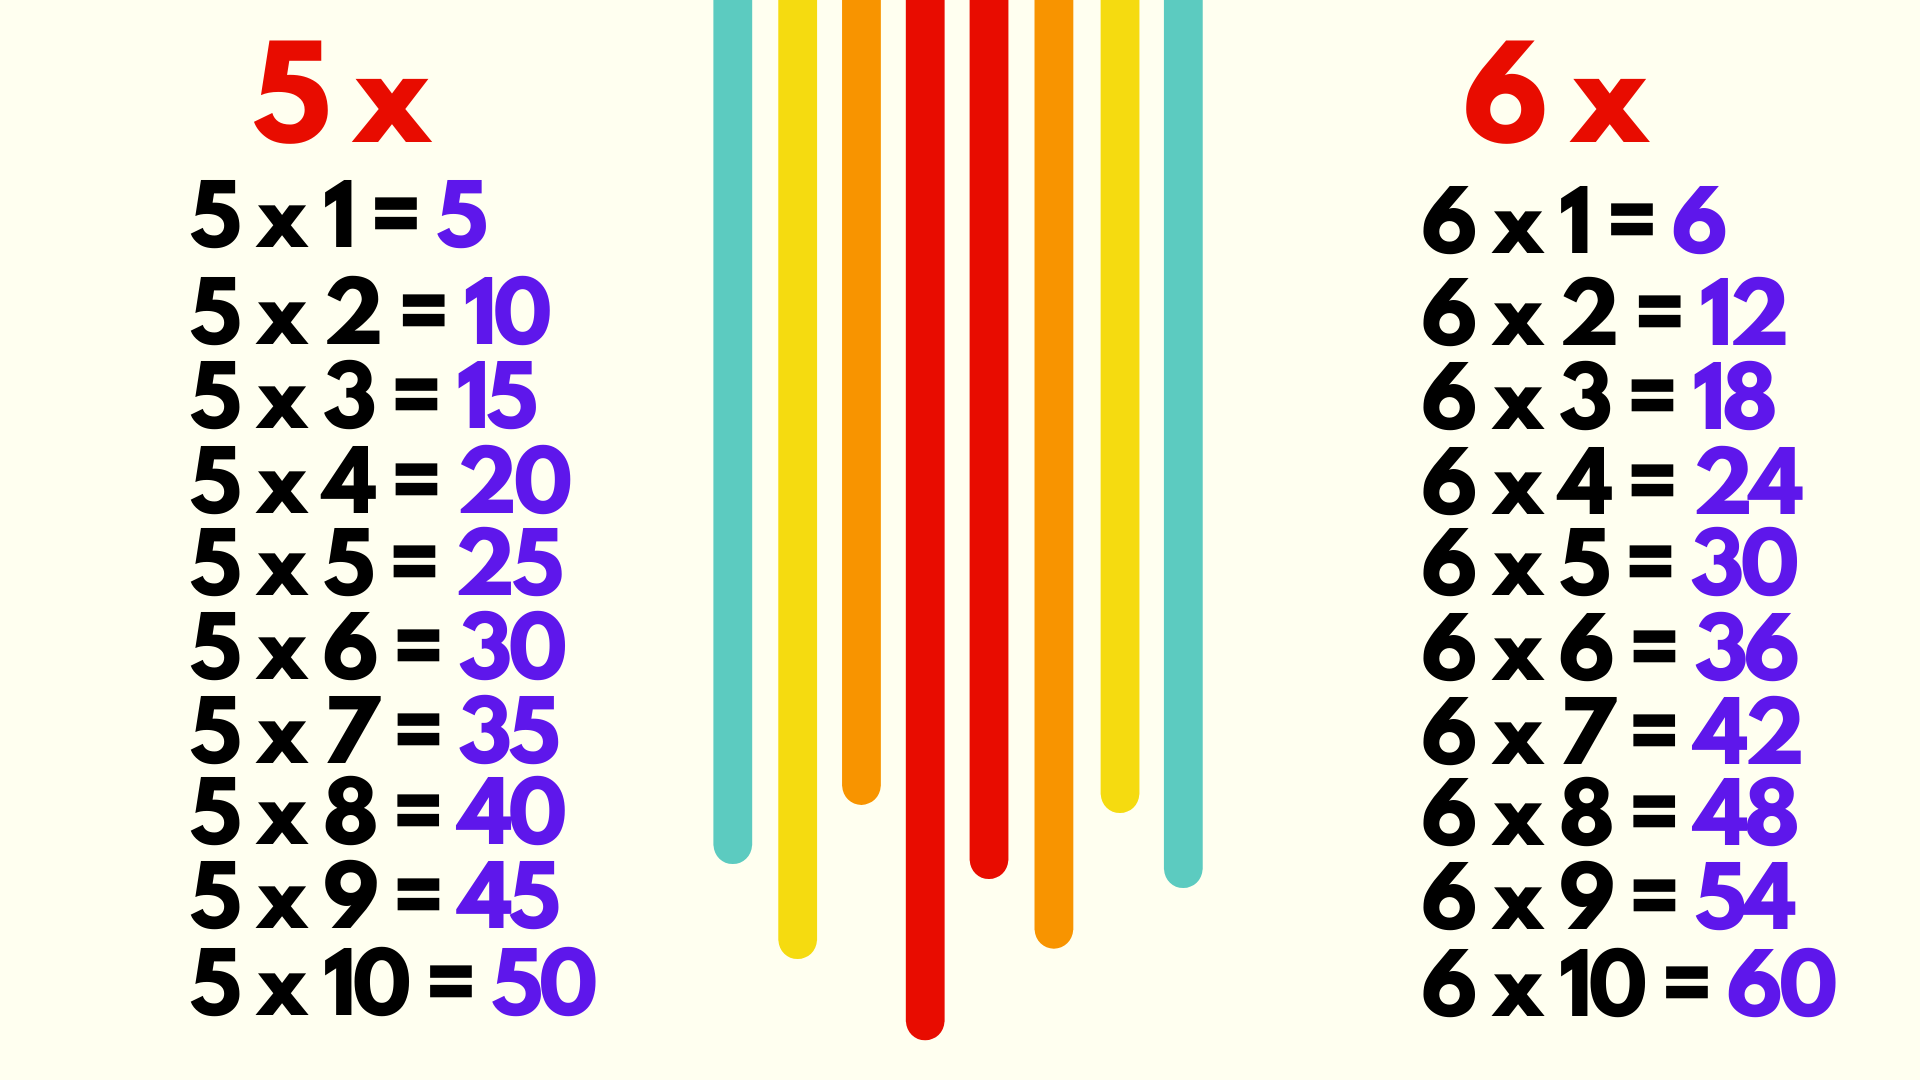 5 x
5 x 1 = 5
5 x 2 = 10
5 x 3 = 15
5 x 4 = 20
5 x 5 = 25
5 x 6 = 30
5 x 7 = 35
5 x 8 = 40
5 x 9 = 45
5 x 10 = 50
6 x
6 x 1 = 6
6 x 2 = 12
6 x 3 = 18
6 x 4 = 24
6 x 5 = 30
6 x 6 = 36
6 x 7 = 42
6 x 8 = 48
6 x 9 = 54
6 x 10 = 60